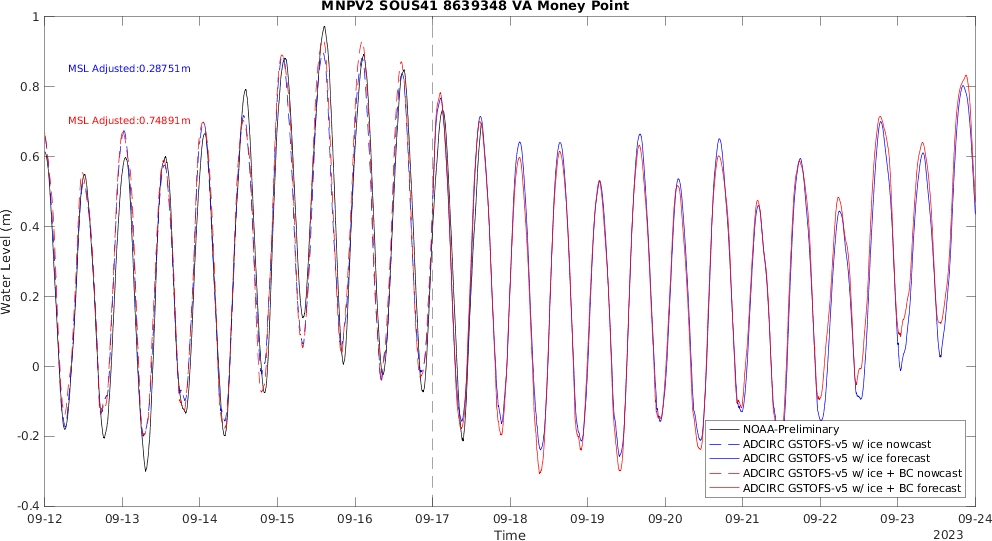 MNPV2 SOUS41 8639348 VA Money Point
1
0.8
0.6
0.4
0.2
0
-0.2
-0.4
Water Level (m)
MSL Adjusted:0.28751m
MSL Adjusted:0.74891m
NOAA-Preliminary
ADCIRC GSTOFS-v5 w/ ice nowcast
ADCIRC GSTOFS-v5 w/ ice forecast
ADCIRC GSTOFS-v5 w/ ice + BC nowcast
ADCIRC GSTOFS-v5 w/ ice + BC forecast
09-12 09-13 09-14 09-15 09-16 09-17 09-18 09-19 09-20 09-21 09-22 09-23 09-24
Time
2023